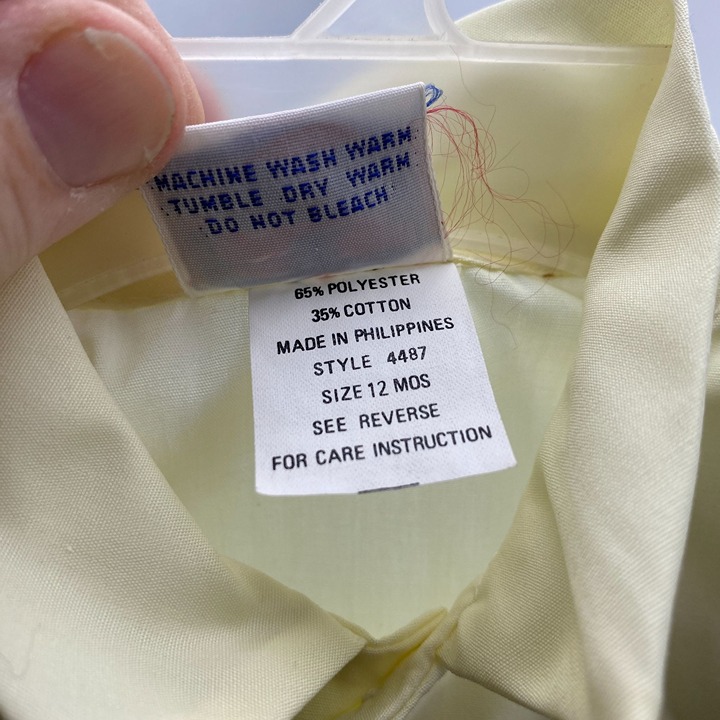 MACHINE WASH WARM
TUMBLE DRY WARM
DO NOT BLEACH
65% POLYESTER
35% COTTON
MADE IN PHILIPPINES
STYLE 4487
SIZE 12 MOS
SEE REVERSE
FOR CARE INSTRUCTION